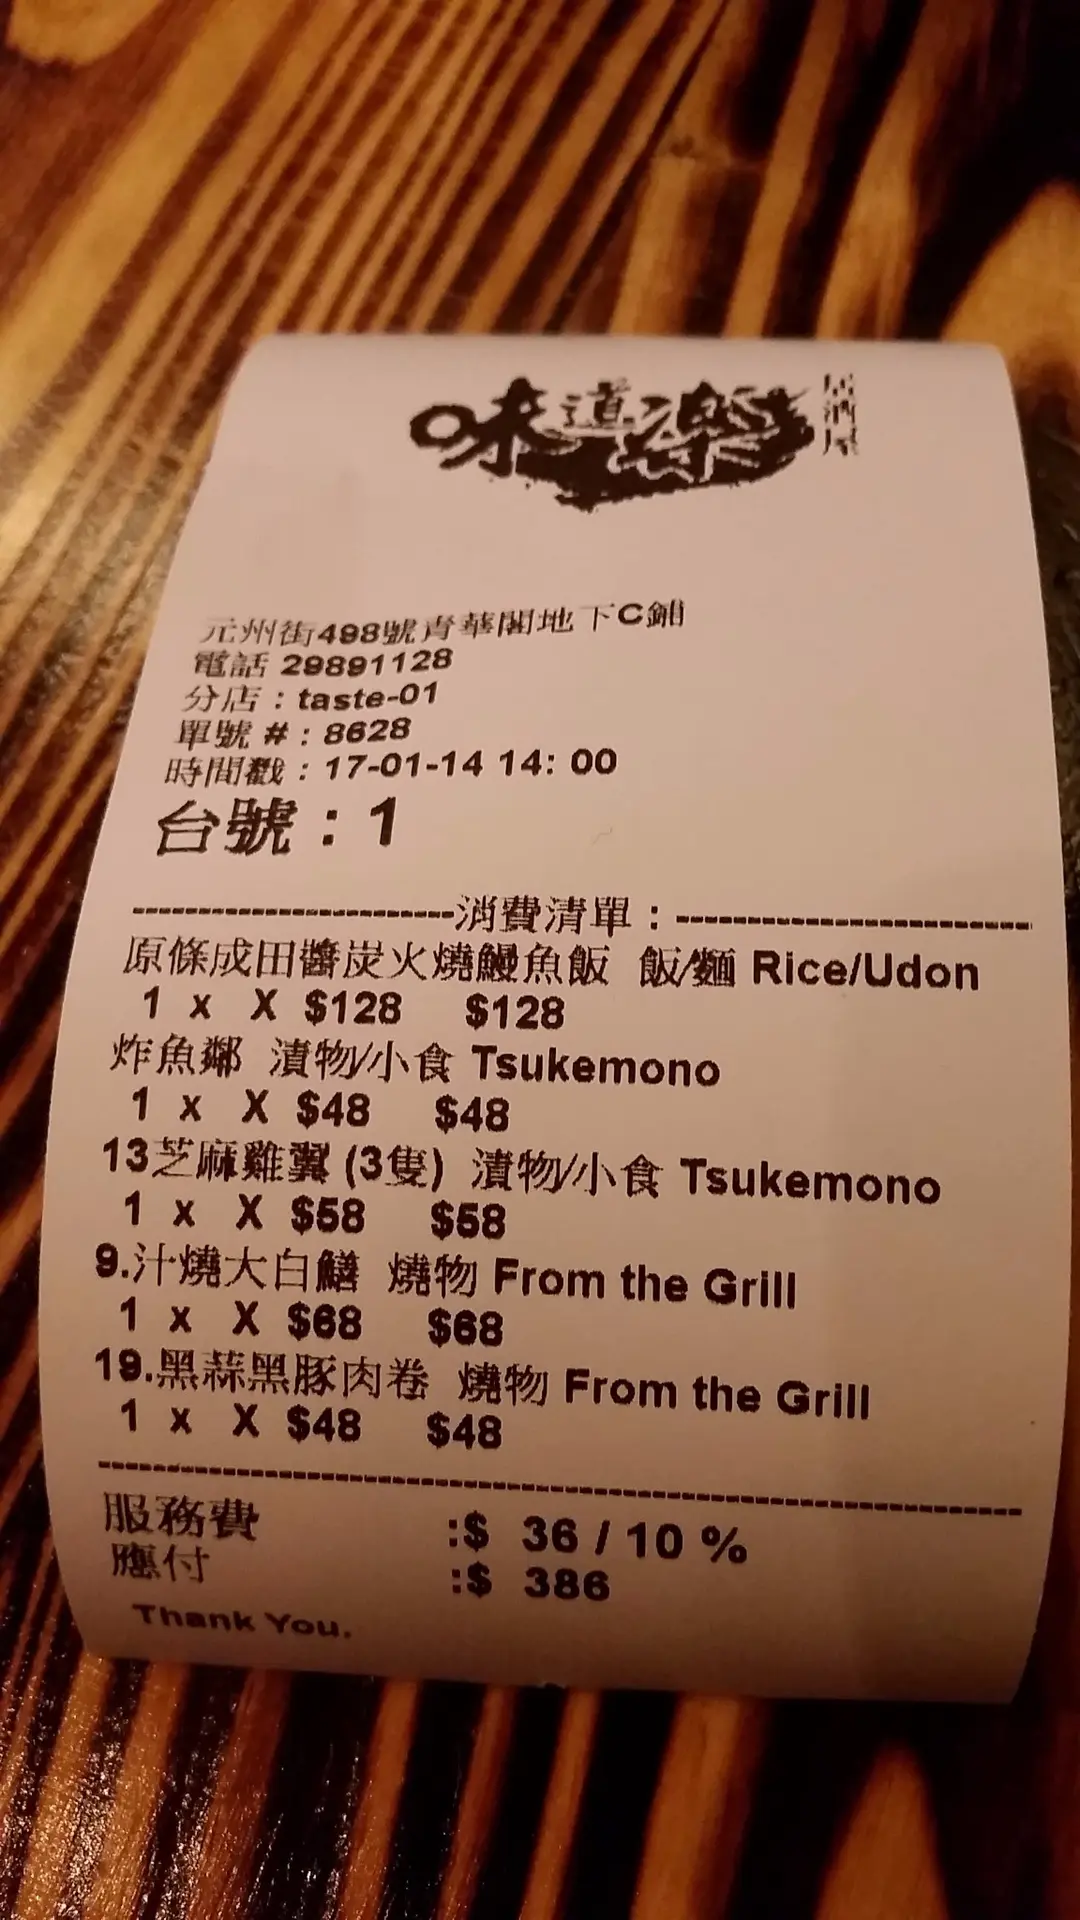 味道樂
居酒屋
元州街498號青華閣地下C鋪
電話 29891128
分店 : taste-01
單號 # : 8628
時間戳 : 17-01-14 14: 00
台號 : 1
------------------------消費清單 : ------------------------
原條成田醬炭火燒鰻魚飯 飯/麵 Rice/Udon
1 x X $128 $128
炸魚鄰 漬物/小食 Tsukemono
1 x X $48 $48
13芝麻雞翼 (3隻) 漬物/小食 Tsukemono
1 x X $58 $58
9.汁燒大白鱔 燒物 From the Grill
1 x X $68 $68
19.黑蒜黑豚肉卷 燒物 From the Grill
1 x X $48 $48
------------------------------------------------------------
服務費 :$ 36 / 10 %
應付 :$ 386
Thank You.